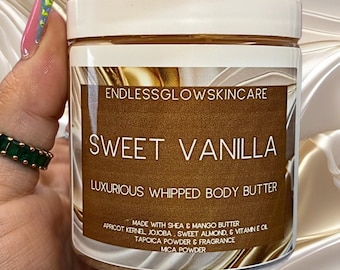 ENDLESSGLOWSKINCARE
SWEET VANILLA
LUXURIOUS WHIPPED BODY BUTTER
MADE WITH SHEA & MANGO BUTTER
APRICOT KERNEL, JOJOBA , SWEET ALMOND, & VITAMIN E OIL
TAPOICA POWDER & FRAGRANCE
MICA POWDER